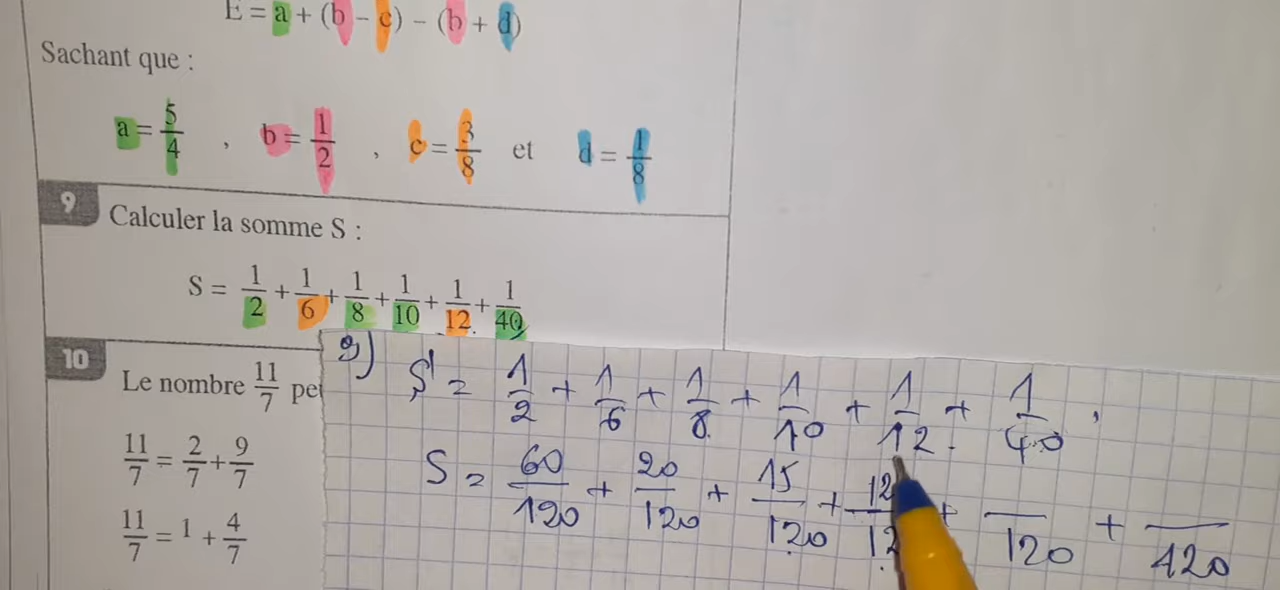 E = a + (b − c) − (b + d)
Sachant que :
a = 5/4 , b = 1/2 , c = 3/8 et d = 1/8
9 Calculer la somme S :
S = 1/2 + 1/6 + 1/8 + 1/10 + 1/12 + 1/40
10 Le nombre 11/7
11/7 = 2/7 + 9/7
11/7 = 1 + 4/7
9) S = 1/2 + 1/6 + 1/8 + 1/10 + 1/12 + 1/40
S = 60/120 + 20/120 + 15/120 + 12/12 + /120 + /120